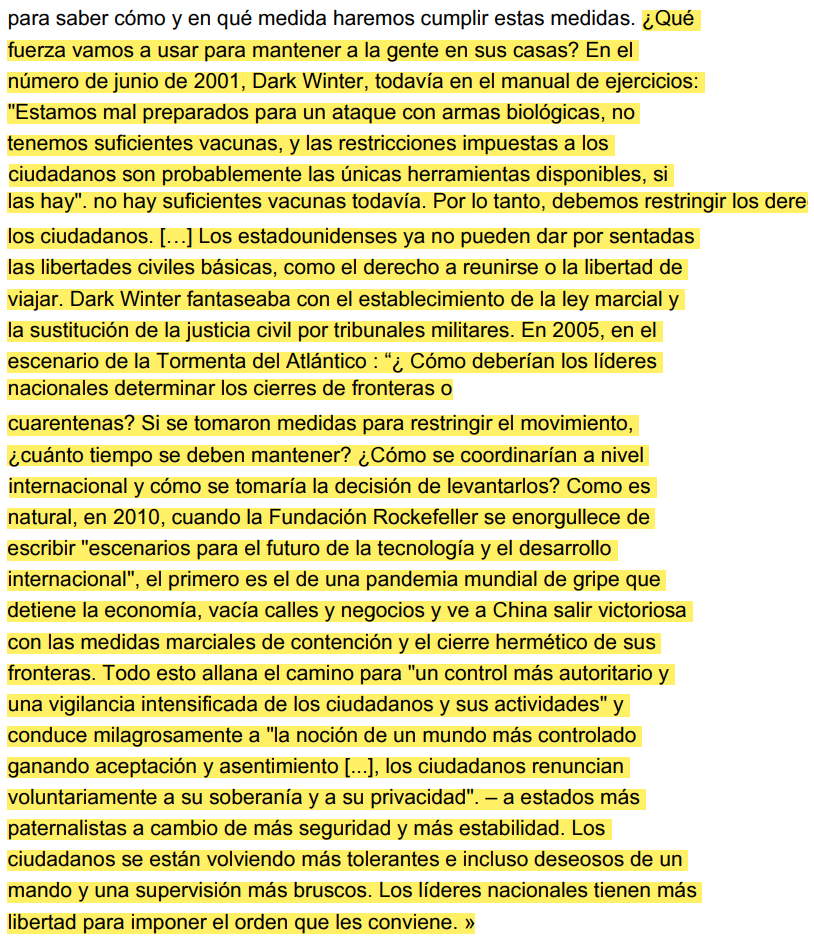 para saber cómo y en qué medida haremos cumplir estas medidas. ¿Qué
fuerza vamos a usar para mantener a la gente en sus casas? En el
número de junio de 2001, Dark Winter, todavía en el manual de ejercicios:
"Estamos mal preparados para un ataque con armas biológicas, no
tenemos suficientes vacunas, y las restricciones impuestas a los
ciudadanos son probablemente las únicas herramientas disponibles, si
las hay". no hay suficientes vacunas todavía. Por lo tanto, debemos restringir los dere
los ciudadanos. […] Los estadounidenses ya no pueden dar por sentadas
las libertades civiles básicas, como el derecho a reunirse o la libertad de
viajar. Dark Winter fantaseaba con el establecimiento de la ley marcial y
la sustitución de la justicia civil por tribunales militares. En 2005, en el
escenario de la Tormenta del Atlántico : “¿ Cómo deberían los líderes
nacionales determinar los cierres de fronteras o
cuarentenas? Si se tomaron medidas para restringir el movimiento,
¿cuánto tiempo se deben mantener? ¿Cómo se coordinarían a nivel
internacional y cómo se tomaría la decisión de levantarlos? Como es
natural, en 2010, cuando la Fundación Rockefeller se enorgullece de
escribir "escenarios para el futuro de la tecnología y el desarrollo
internacional", el primero es el de una pandemia mundial de gripe que
detiene la economía, vacía calles y negocios y ve a China salir victoriosa
con las medidas marciales de contención y el cierre hermético de sus
fronteras. Todo esto allana el camino para "un control más autoritario y
una vigilancia intensificada de los ciudadanos y sus actividades" y
conduce milagrosamente a "la noción de un mundo más controlado
ganando aceptación y asentimiento [...], los ciudadanos renuncian
voluntariamente a su soberanía y a su privacidad". – a estados más
paternalistas a cambio de más seguridad y más estabilidad. Los
ciudadanos se están volviendo más tolerantes e incluso deseosos de un
mando y una supervisión más bruscos. Los líderes nacionales tienen más
libertad para imponer el orden que les conviene. »